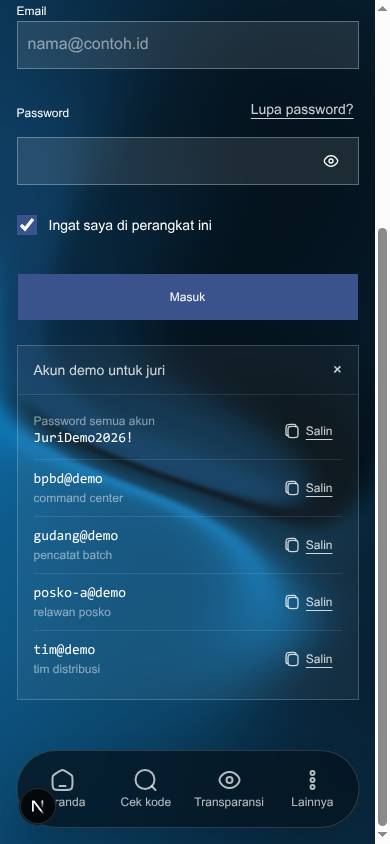 Email
nama@contoh.id
Password
Lupa password?
Ingat saya di perangkat ini
Masuk
Akun demo untuk juri
×
Password semua akun
JuriDemo2026!
Salin
bpbd@demo
command center
Salin
gudang@demo
pencatat batch
Salin
posko-a@demo
relawan posko
Salin
tim@demo
tim distribusi
Salin
N
randa
Cek kode
Transparansi
Lainnya